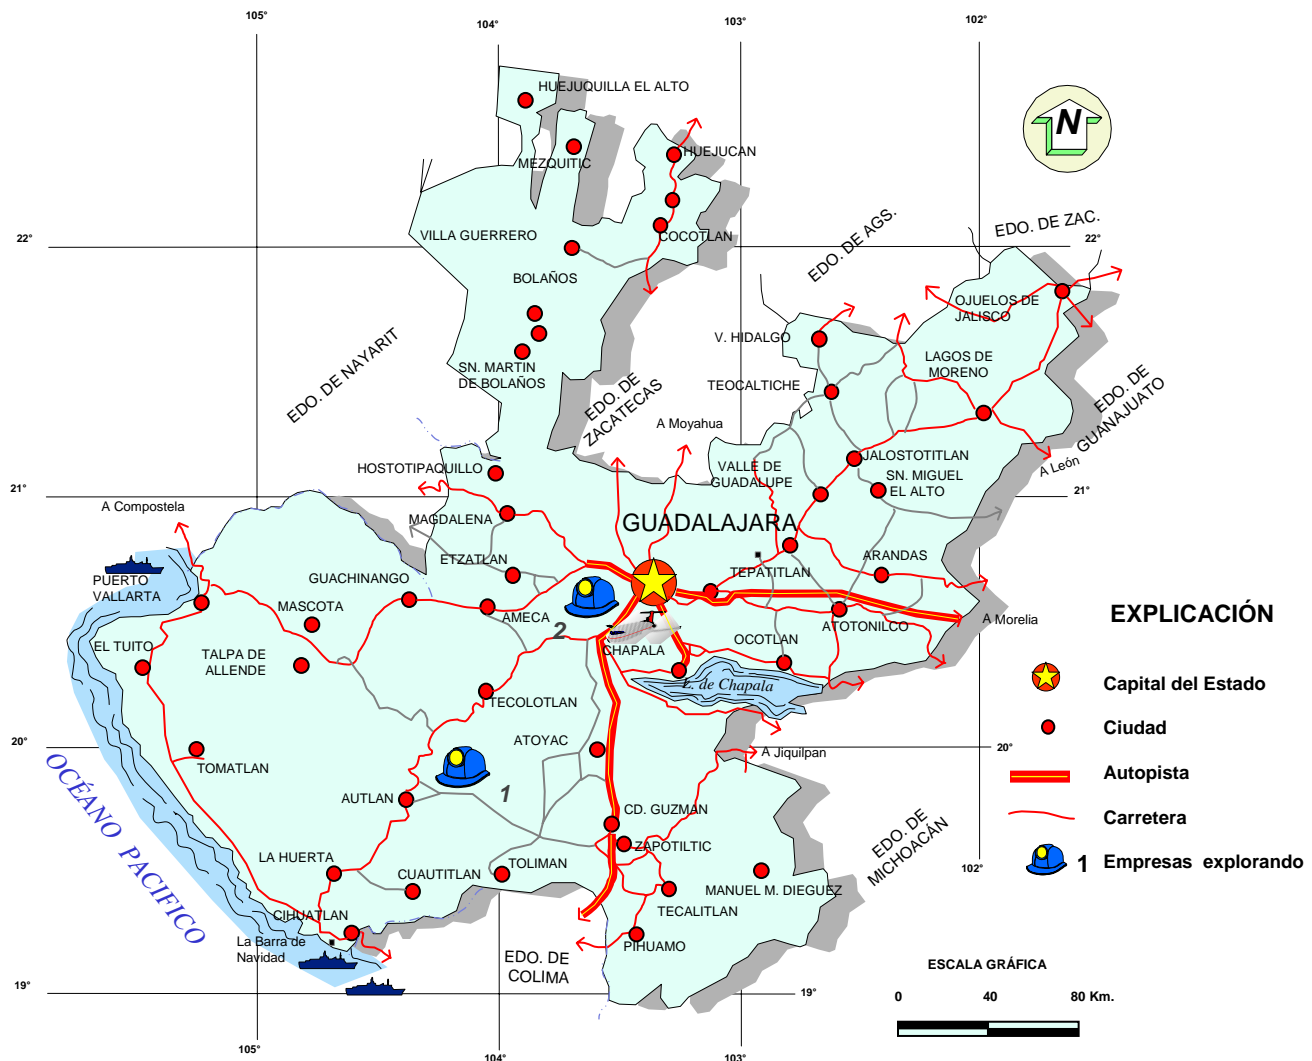 105°
104°
103°
102°
HUEJUQUILLA EL ALTO
N
MEZQUITIC
HUEJUCAN
EDO. DE ZAC.
EDO. DE AGS.
22°
VILLA GUERRERO
COCOTLAN
22°
BOLAÑOS
OJUELOS DE
JALISCO
V. HIDALGO
EDO. DE NAYARIT
SN. MARTIN
DE BOLAÑOS
LAGOS DE
MORENO
TEOCALTICHE
EDO. DE
ZACATECAS
EDO. DE
GUANAJUATO
A Moyahua
HOSTOTIPAQUILLO
VALLE DE
GUADALUPE
JALOSTOTITLAN
SN. MIGUEL
EL ALTO
A León
21°
21°
A Compostela
MAGDALENA
GUADALAJARA
ETZATLAN
ARANDAS
TEPATITLAN
PUERTO
VALLARTA
GUACHINANGO
MASCOTA
AMECA
2
ATOTONILCO
A Morelia
EXPLICACIÓN
EL TUITO
TALPA DE
ALLENDE
CHAPALA
OCOTLAN
L. de Chapala
Capital del Estado
TECOLOTLAN
Ciudad
20°
TOMATLAN
ATOYAC
A Jiquilpan
20°
Autopista
OCÉANO PACIFICO
AUTLAN
1
CD. GUZMAN
Carretera
ZAPOTILTIC
EDO. DE
MICHOACÁN
LA HUERTA
TOLIMAN
102°
1 Empresas explorando
CUAUTITLAN
MANUEL M. DIEGUEZ
CIHUATLAN
TECALITLAN
La Barra de
Navidad
PIHUAMO
EDO. DE
COLIMA
ESCALA GRÁFICA
19°
19°
0 40 80 Km.
105°
104°
103°